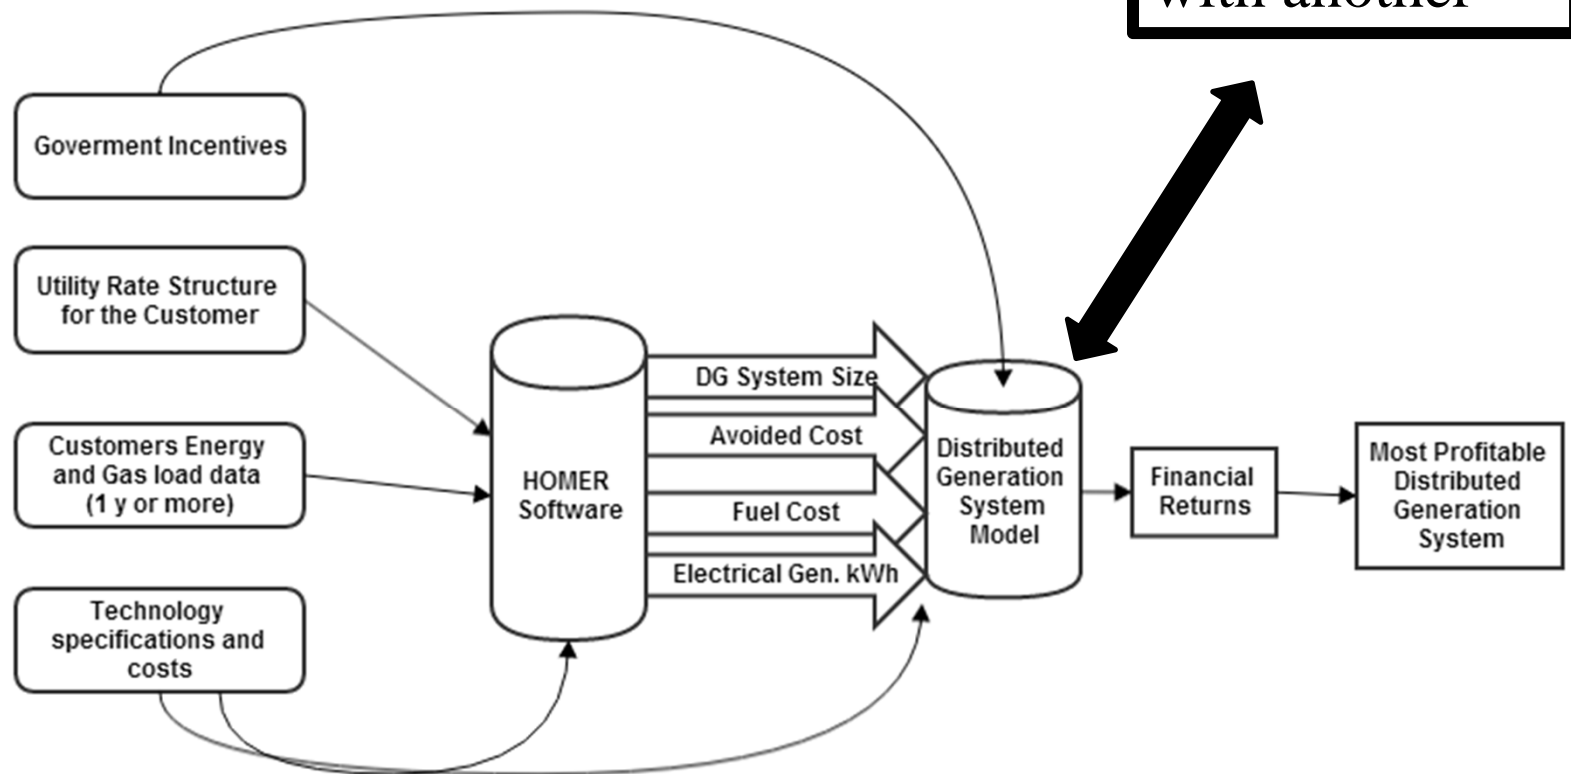 with another
Goverment Incentives
Utility Rate Structure
for the Customer
Customers Energy
and Gas load data
(1 y or more)
Technology
specifications and
costs
HOMER
Software
DG System Size
Avoided Cost
Fuel Cost
Electrical Gen. kWh
Distributed
Generation
System
Model
Financial
Returns
Most Profitable
Distributed
Generation
System